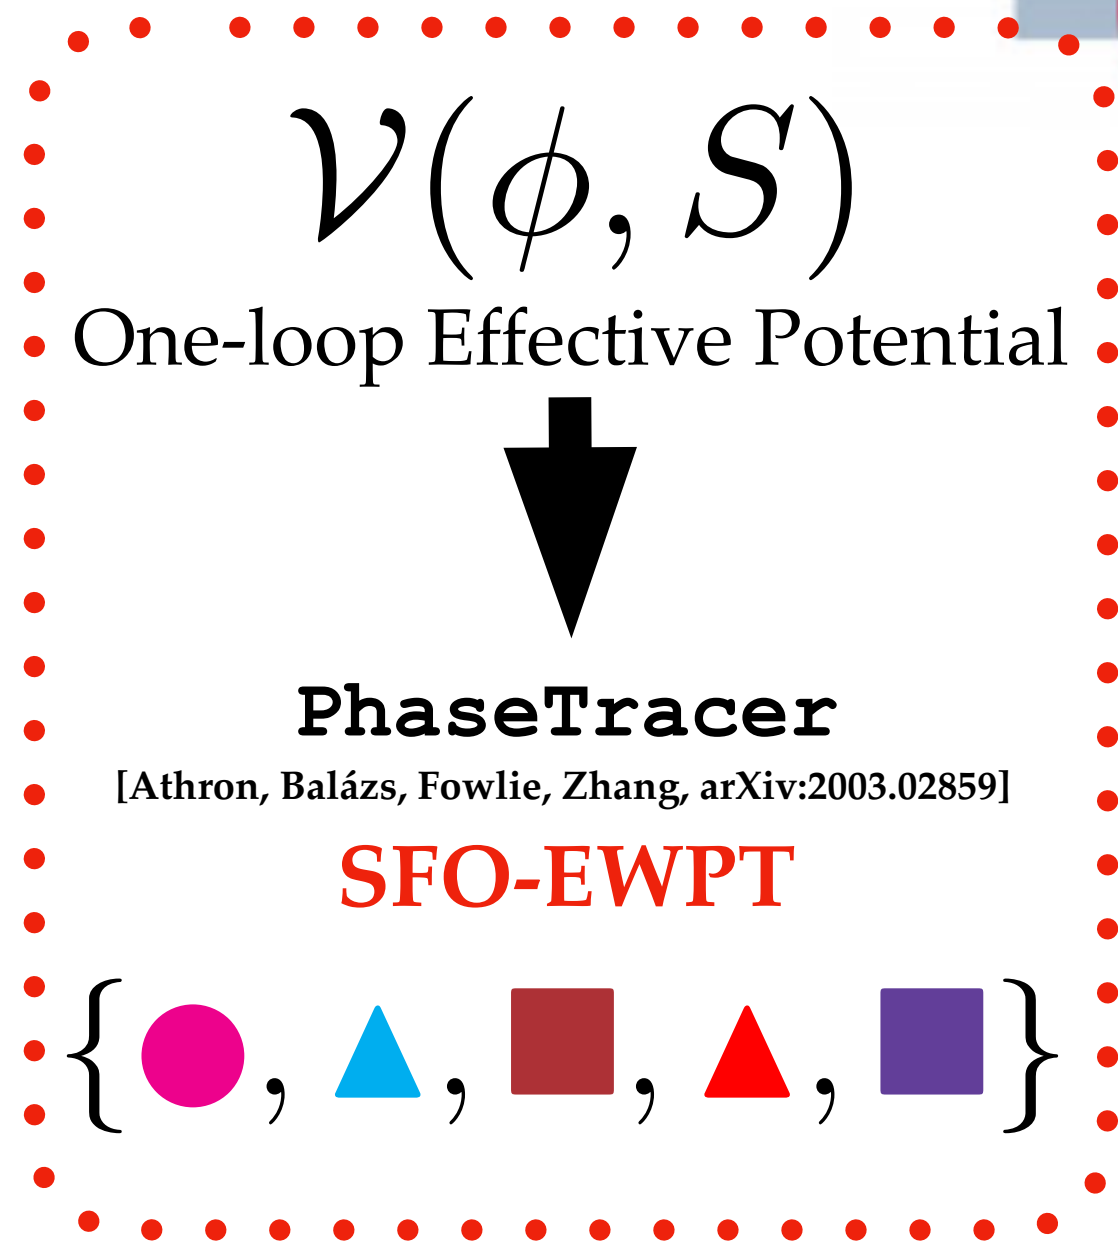 𝒱(ϕ, S)
One-loop Effective Potential
PhaseTracer
[Athron, Balázs, Fowlie, Zhang, arXiv:2003.02859]
SFO-EWPT
{ , , , , }